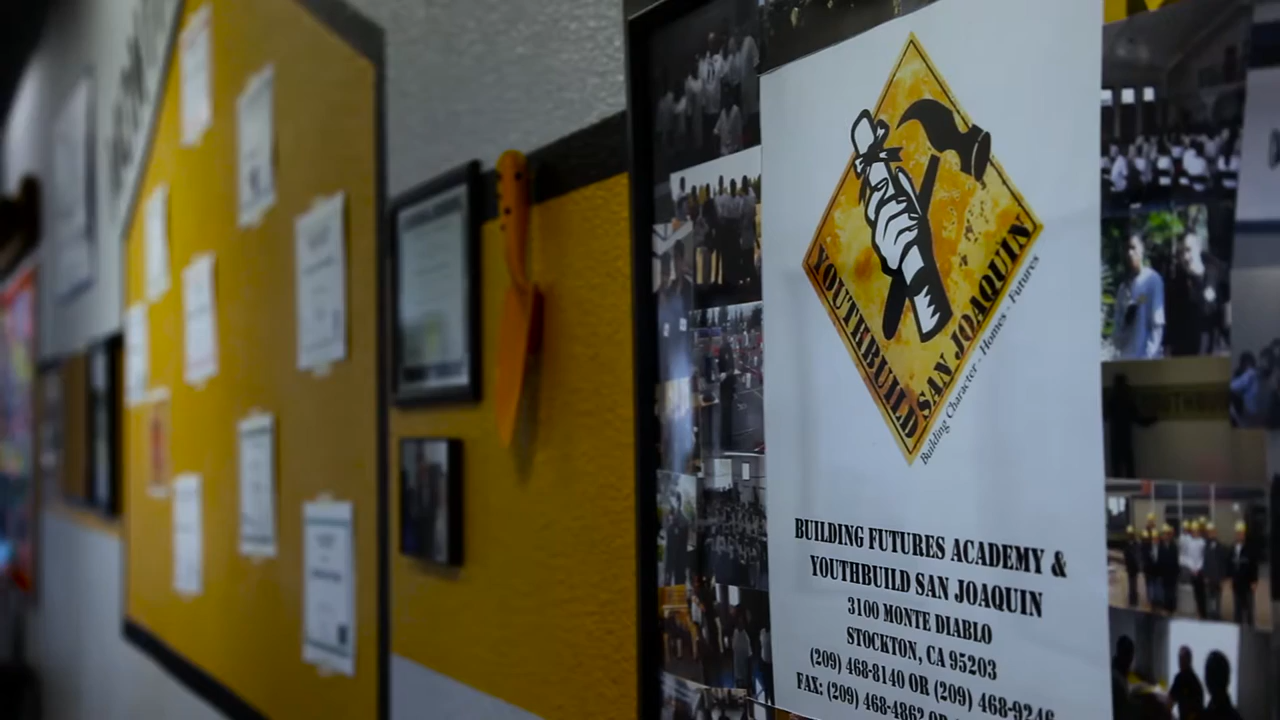 YOUTHBUILD
SAN JOAQUIN
Building Character - Homes - Futures
BUILDING FUTURES ACADEMY &
YOUTHBUILD SAN JOAQUIN
3100 MONTE DIABLO
STOCKTON, CA 95203
(209) 468-8140 OR (209) 468-9246
FAX: (209) 468-4862 OR